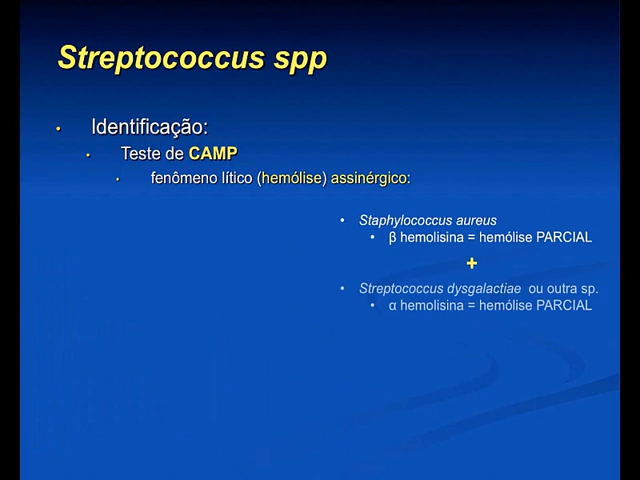 Streptococcus spp
• Identificação:
• Teste de CAMP
• fenômeno lítico (hemólise) assinérgico:
• Staphylococcus aureus
• β hemolisina = hemólise PARCIAL
+
• Streptococcus dysgalactiae ou outra sp.
• α hemolisina = hemólise PARCIAL